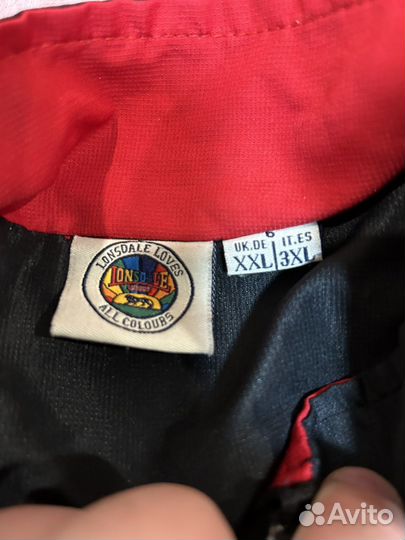 LONSDALE LOVES
LONSDALE
LONDON
ALL COLOURS
6
UK.DE IT.ES
XXL 3XL
Avito